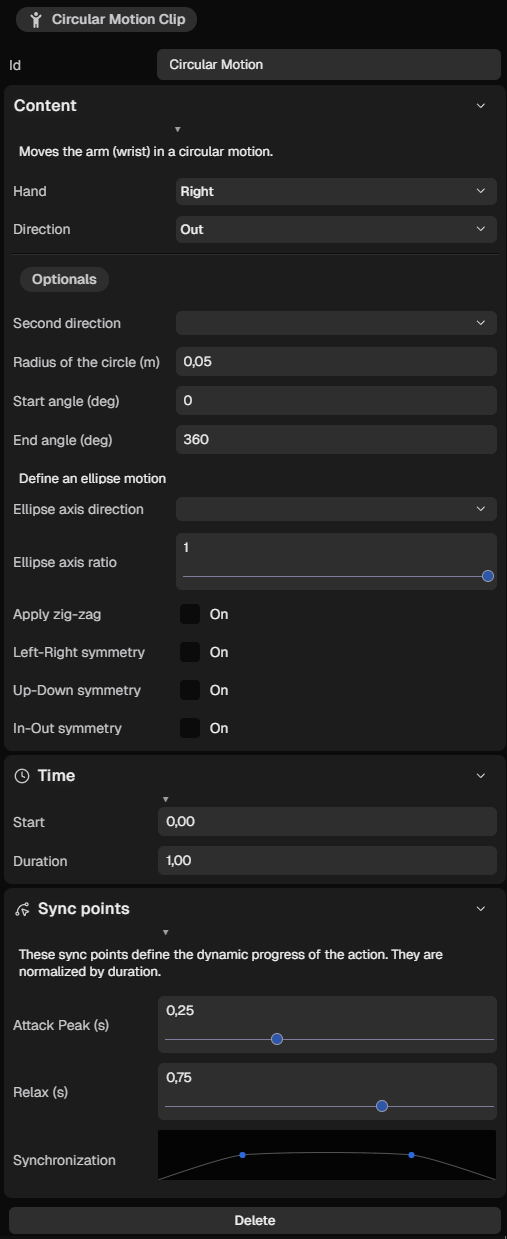 Circular Motion Clip
Id Circular Motion
Content
Moves the arm (wrist) in a circular motion.
Hand Right
Direction Out
Optionals
Second direction
Radius of the circle (m) 0,05
Start angle (deg) 0
End angle (deg) 360
Define an ellipse motion
Ellipse axis direction
Ellipse axis ratio 1
Apply zig-zag On
Left-Right symmetry On
Up-Down symmetry On
In-Out symmetry On
Time
Start 0,00
Duration 1,00
Sync points
These sync points define the dynamic progress of the action. They are
normalized by duration.
Attack Peak (s) 0,25
Relax (s) 0,75
Synchronization
Delete